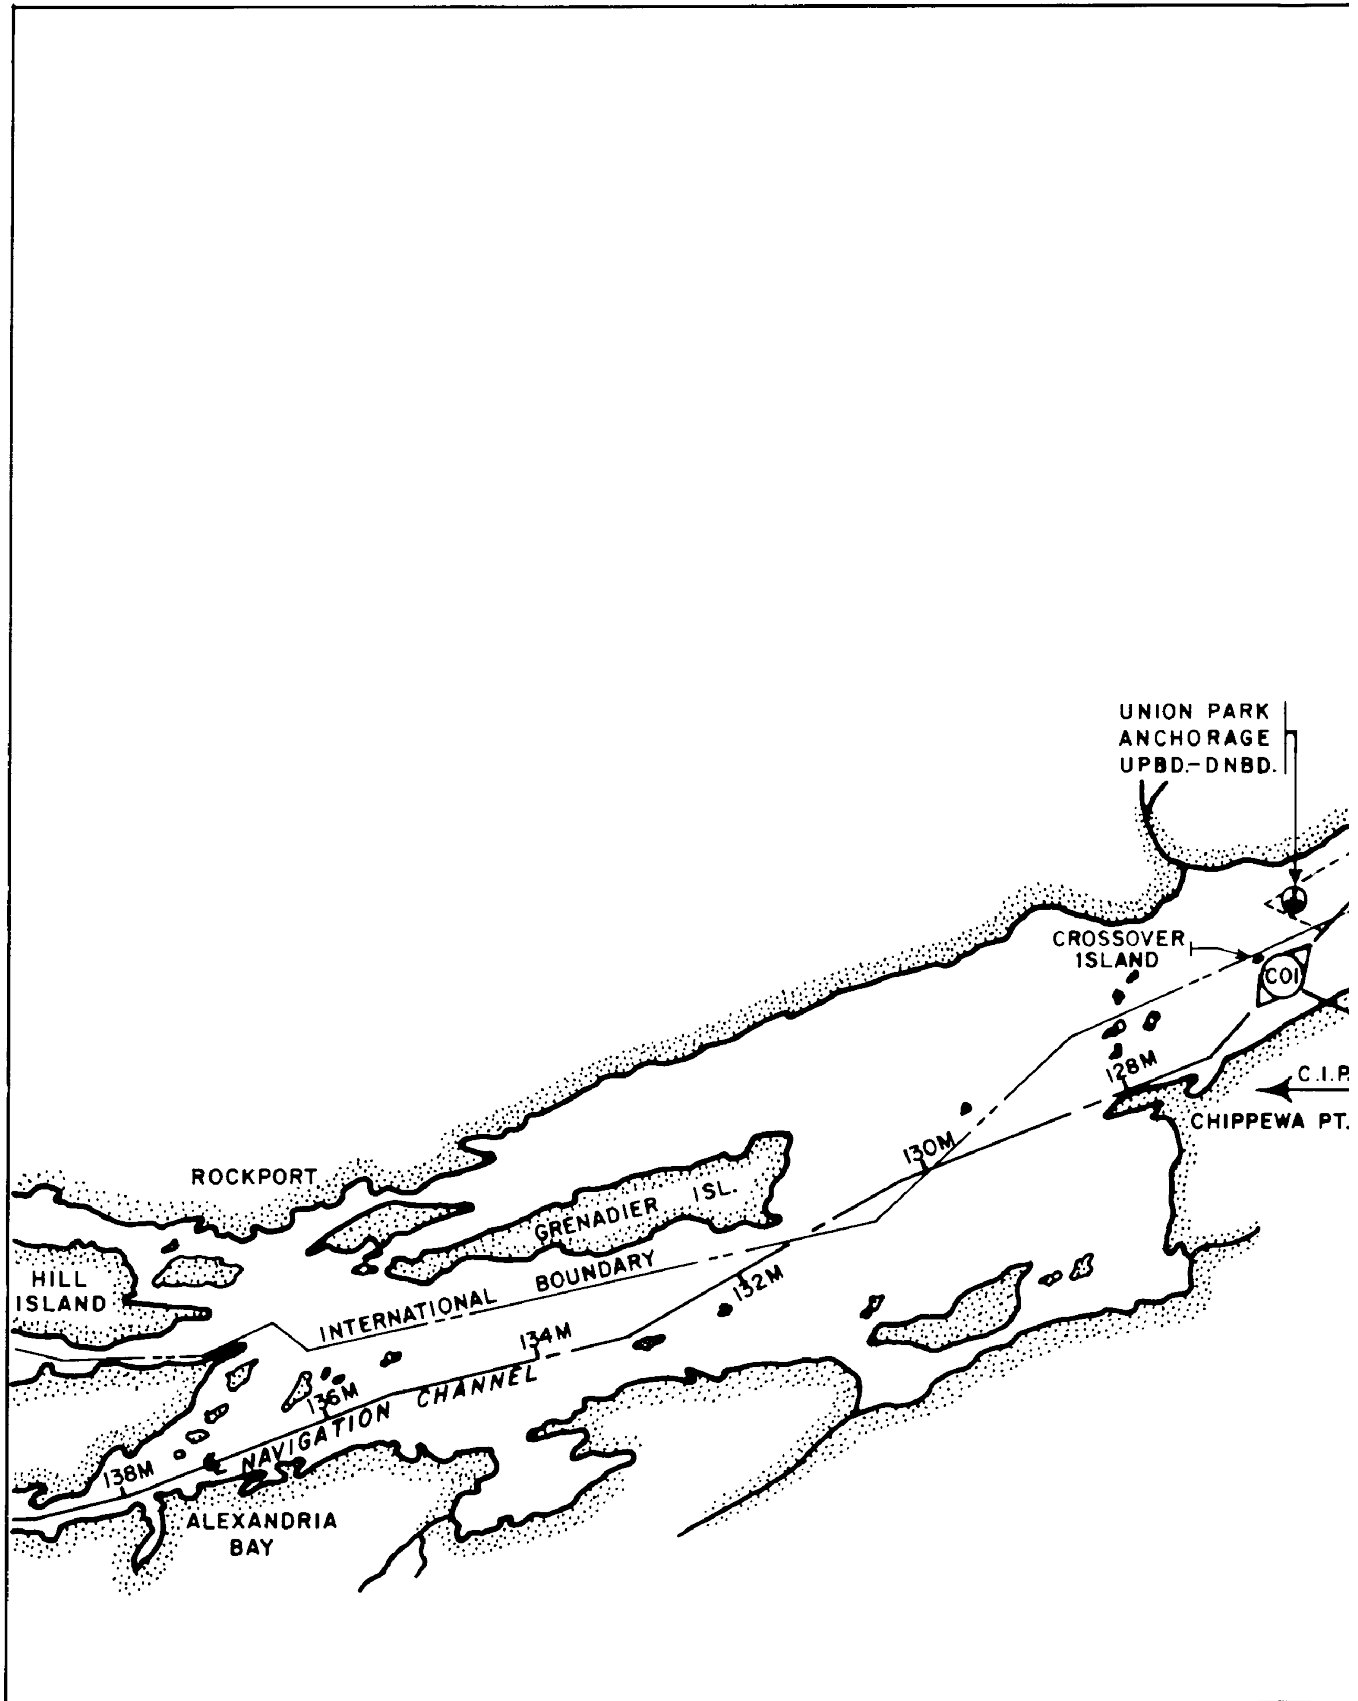 UNION PARK
ANCHORAGE
UPBD.-DNBD.
CROSSOVER
ISLAND
COI
128M
C.I.P.
CHIPPEWA PT.
130M
ROCKPORT
GRENADIER ISL.
HILL
ISLAND
INTERNATIONAL BOUNDARY
132M
134M
136M
℄ NAVIGATION CHANNEL
138M
ALEXANDRIA
BAY